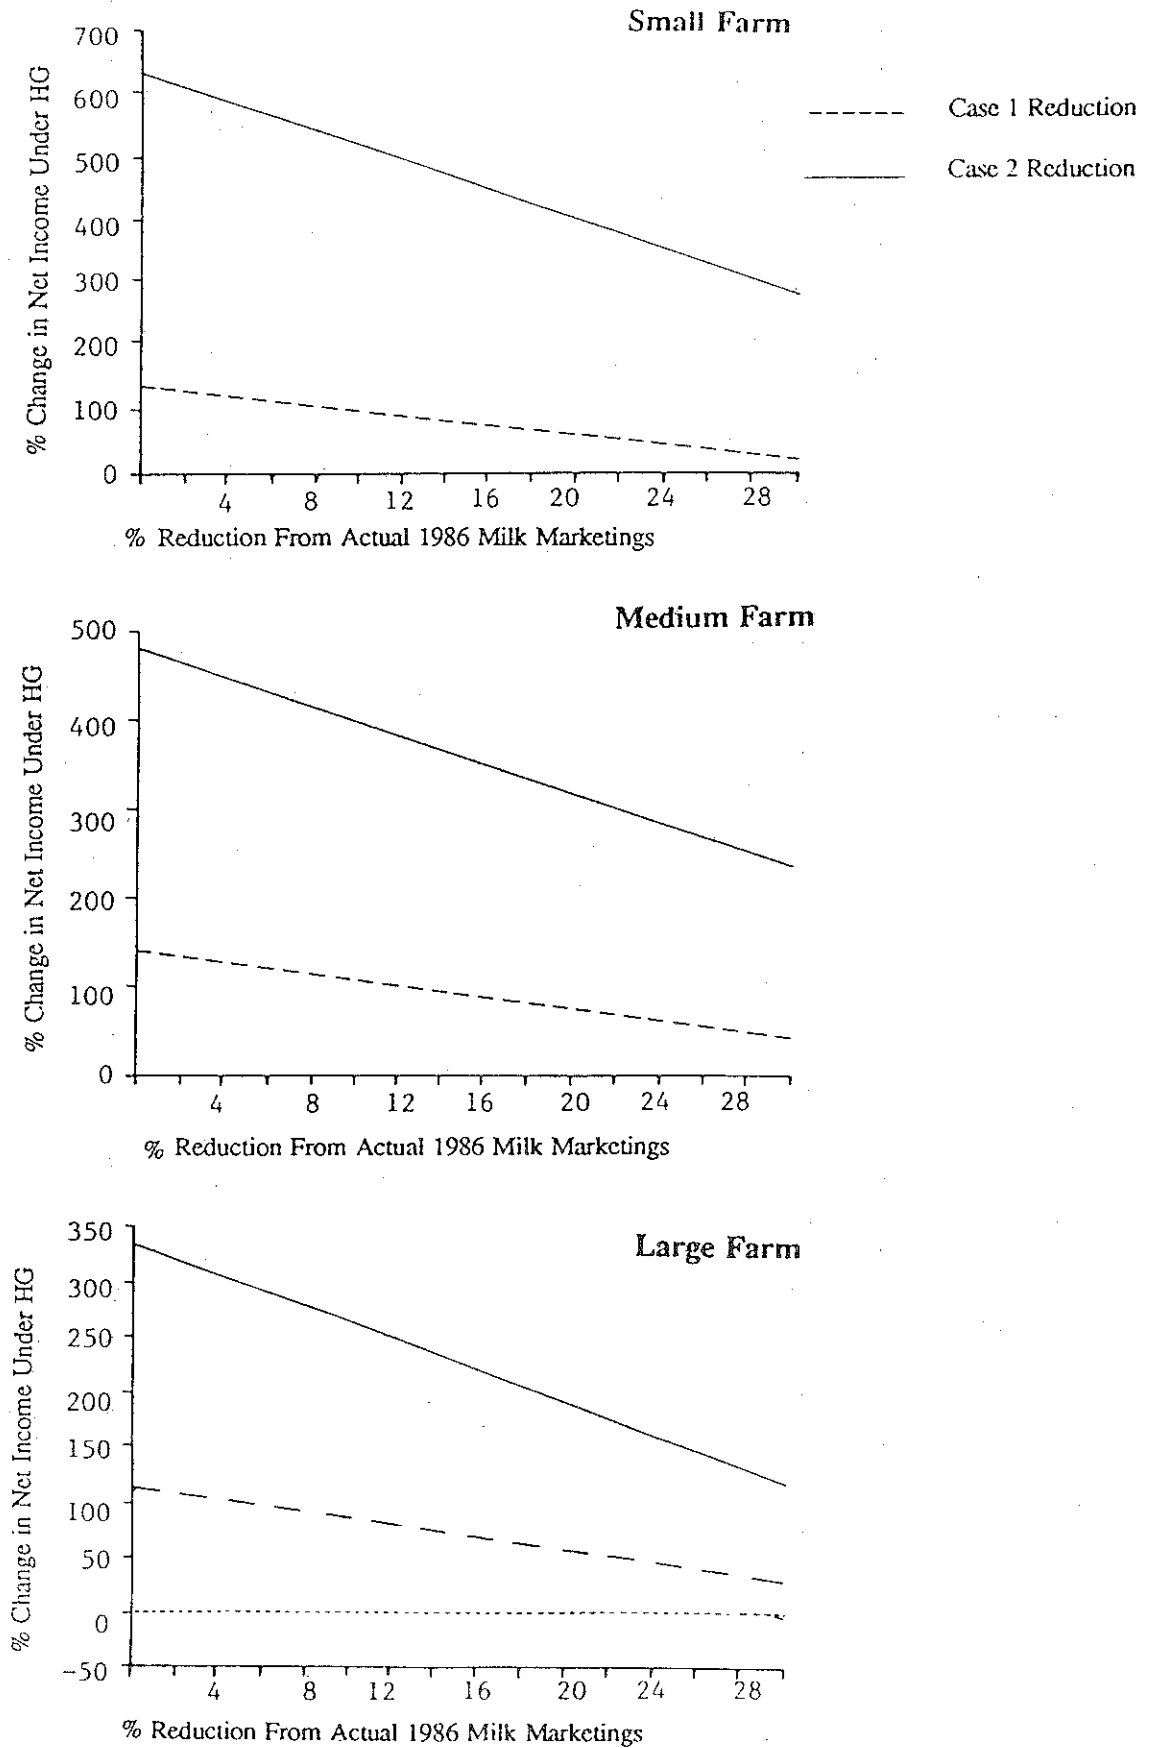 Small Farm
700
600
500
400
300
200
100
0
% Change in Net Income Under HG
Case 1 Reduction
Case 2 Reduction
4 8 12 16 20 24 28
% Reduction From Actual 1986 Milk Marketings
Medium Farm
500
400
300
200
100
0
% Change in Net Income Under HG
4 8 12 16 20 24 28
% Reduction From Actual 1986 Milk Marketings
Large Farm
350
300
250
200
150
100
50
0
-50
% Change in Net Income Under HG
4 8 12 16 20 24 28
% Reduction From Actual 1986 Milk Marketings